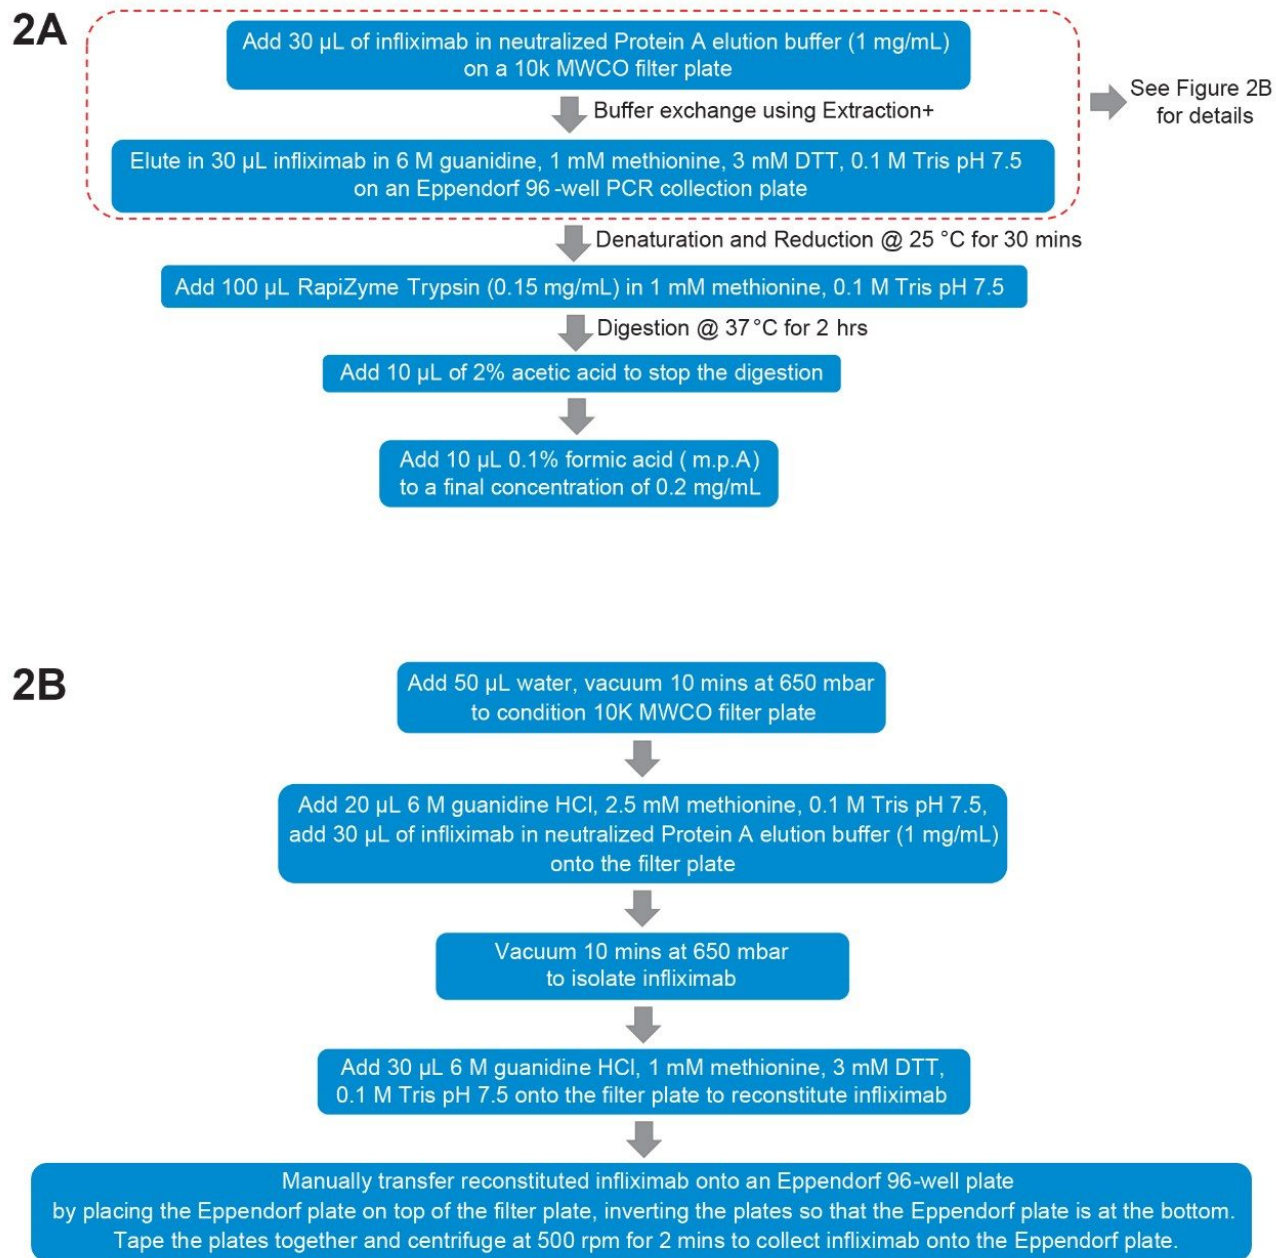 2A
Add 30 µL of infliximab in neutralized Protein A elution buffer (1 mg/mL)
on a 10k MWCO filter plate
See Figure 2B
for details
Buffer exchange using Extraction+
Elute in 30 µL infliximab in 6 M guanidine, 1 mM methionine, 3 mM DTT, 0.1 M Tris pH 7.5
on an Eppendorf 96-well PCR collection plate
Denaturation and Reduction @ 25 °C for 30 mins
Add 100 µL RapiZyme Trypsin (0.15 mg/mL) in 1 mM methionine, 0.1 M Tris pH 7.5
Digestion @ 37 °C for 2 hrs
Add 10 µL of 2% acetic acid to stop the digestion
Add 10 µL 0.1% formic acid ( m.p.A)
to a final concentration of 0.2 mg/mL
2B
Add 50 µL water, vacuum 10 mins at 650 mbar
to condition 10K MWCO filter plate
Add 20 µL 6 M guanidine HCl, 2.5 mM methionine, 0.1 M Tris pH 7.5,
add 30 µL of infliximab in neutralized Protein A elution buffer (1 mg/mL)
onto the filter plate
Vacuum 10 mins at 650 mbar
to isolate infliximab
Add 30 µL 6 M guanidine HCl, 1 mM methionine, 3 mM DTT,
0.1 M Tris pH 7.5 onto the filter plate to reconstitute infliximab
Manually transfer reconstituted infliximab onto an Eppendorf 96-well plate
by placing the Eppendorf plate on top of the filter plate, inverting the plates so that the Eppendorf plate is at the bottom.
Tape the plates together and centrifuge at 500 rpm for 2 mins to collect infliximab onto the Eppendorf plate.